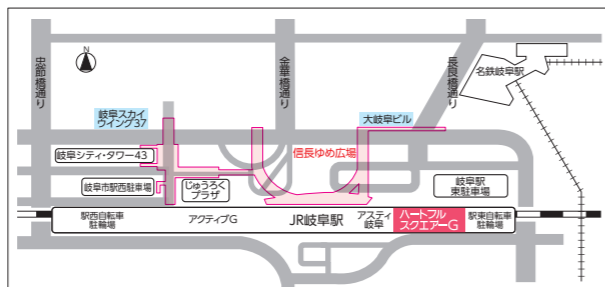 N
中節橋通り
金華橋通り
長良橋通り
名鉄岐阜駅
岐阜スカイ
ウイング37
大岐阜ビル
信長ゆめ広場
岐阜シティ・タワー43
岐阜市駅西駐車場
じゅうろく
プラザ
岐阜駅
東駐車場
駅西自転車
駐輪場
アクティブG
JR岐阜駅
アスティ
岐阜
ハートフル
スクエアーG
駅東自転車
駐輪場